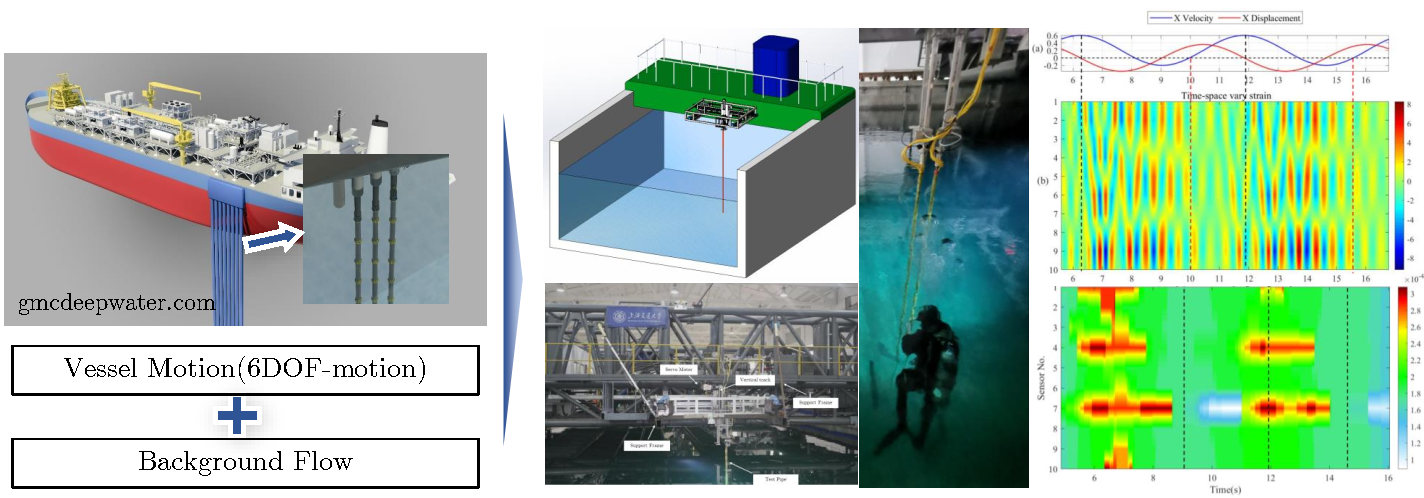 gmcdeepwater.com
Vessel Motion(6DOF-motion)
Background Flow
Servo Motor
Vertical track
Support Frame
Support Frame
Test Pipe
X Velocity
X Displacement
(a)
0.6
0.4
0.2
0
-0.2
6 7 8 9 10 11 12 13 14 15 16
Time-space vary strain
(b)
1
2
3
4
5
6
7
8
9
10
6 7 8 9 10 11 12 13 14 15 16
8
6
4
2
0
-2
-4
-6
-8
×10⁻⁴
Sensor No.
1
2
3
4
5
6
7
8
9
10
6 8 10 12 14 16
Time(s)
3
2.8
2.6
2.4
2.2
2
1.8
1.6
1.4
1.2
1